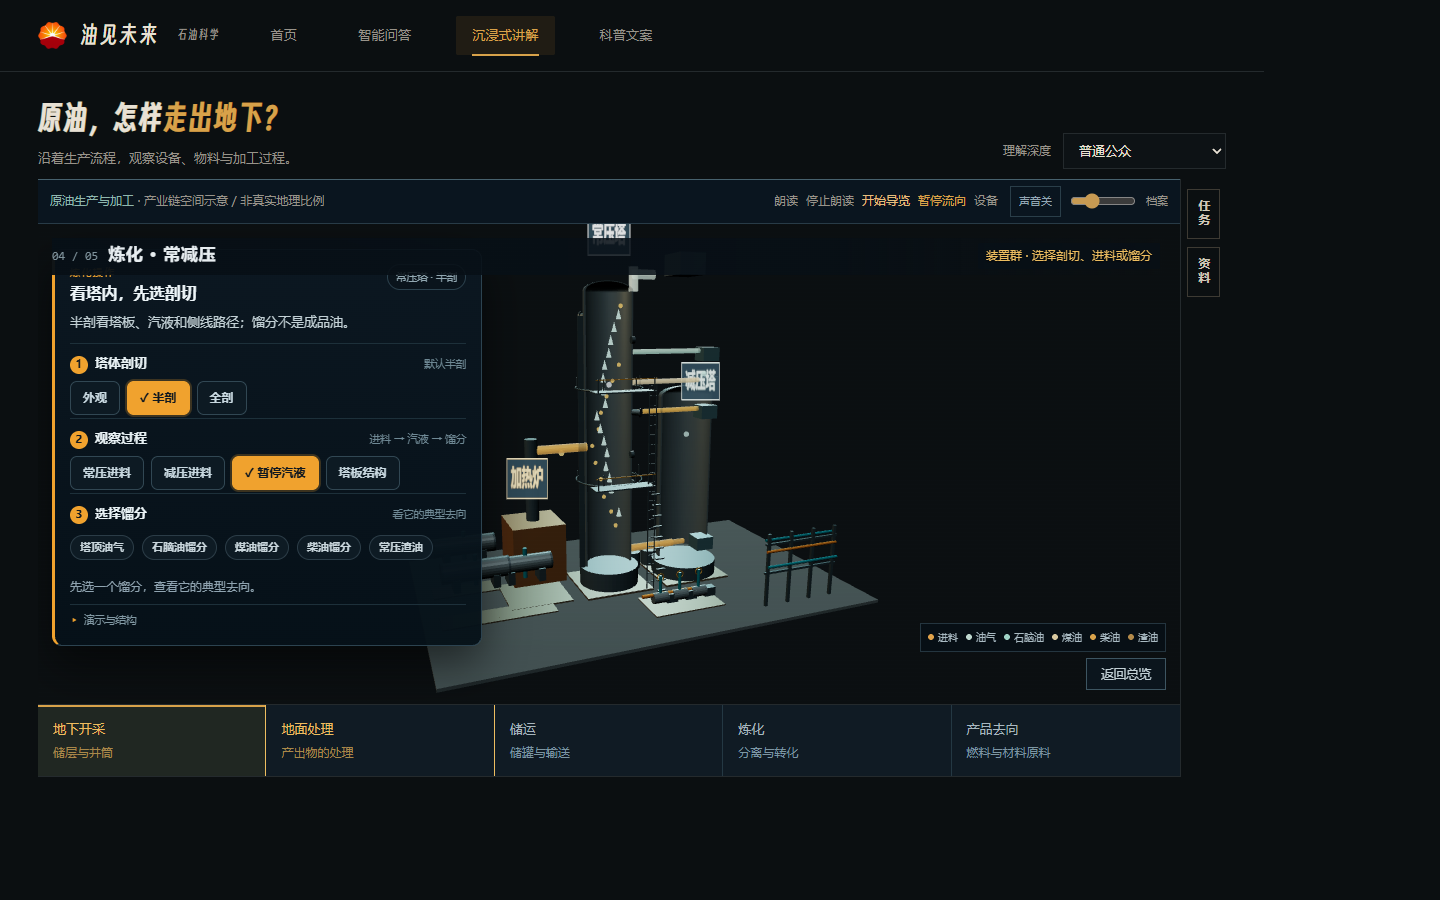 油见未来 石油科学 首页 智能问答 沉浸式讲解 科普文案
原油，怎样走出地下？
沿着生产流程，观察设备、物料与加工过程。
理解深度 普通公众
原油生产与加工 · 产业链空间示意 / 非真实地理比例
朗读 停止朗读 开始导览 暂停流向 设备 声音关 档案
任务
资料
04 / 05 炼化 · 常减压
装置群 · 选择剖切、进料或馏分
常压塔 · 半剖
看塔内，先选剖切
半剖看塔板、汽液和侧线路径；馏分不是成品油。
1 塔体剖切 默认半剖
外观 ✓ 半剖 全剖
2 观察过程 进料 → 汽液 → 馏分
常压进料 减压进料 ✓ 暂停汽液 塔板结构
3 选择馏分 看它的典型去向
塔顶油气 石脑油馏分 煤油馏分 柴油馏分 常压渣油
先选一个馏分，查看它的典型去向。
▸ 演示与结构
常压塔
减压塔
加热炉
进料 油气 石脑油 煤油 柴油 渣油
返回总览
地下开采 地面处理 储运 炼化 产品去向
储层与井筒 产出物的处理 储罐与输送 分离与转化 燃料与材料原料